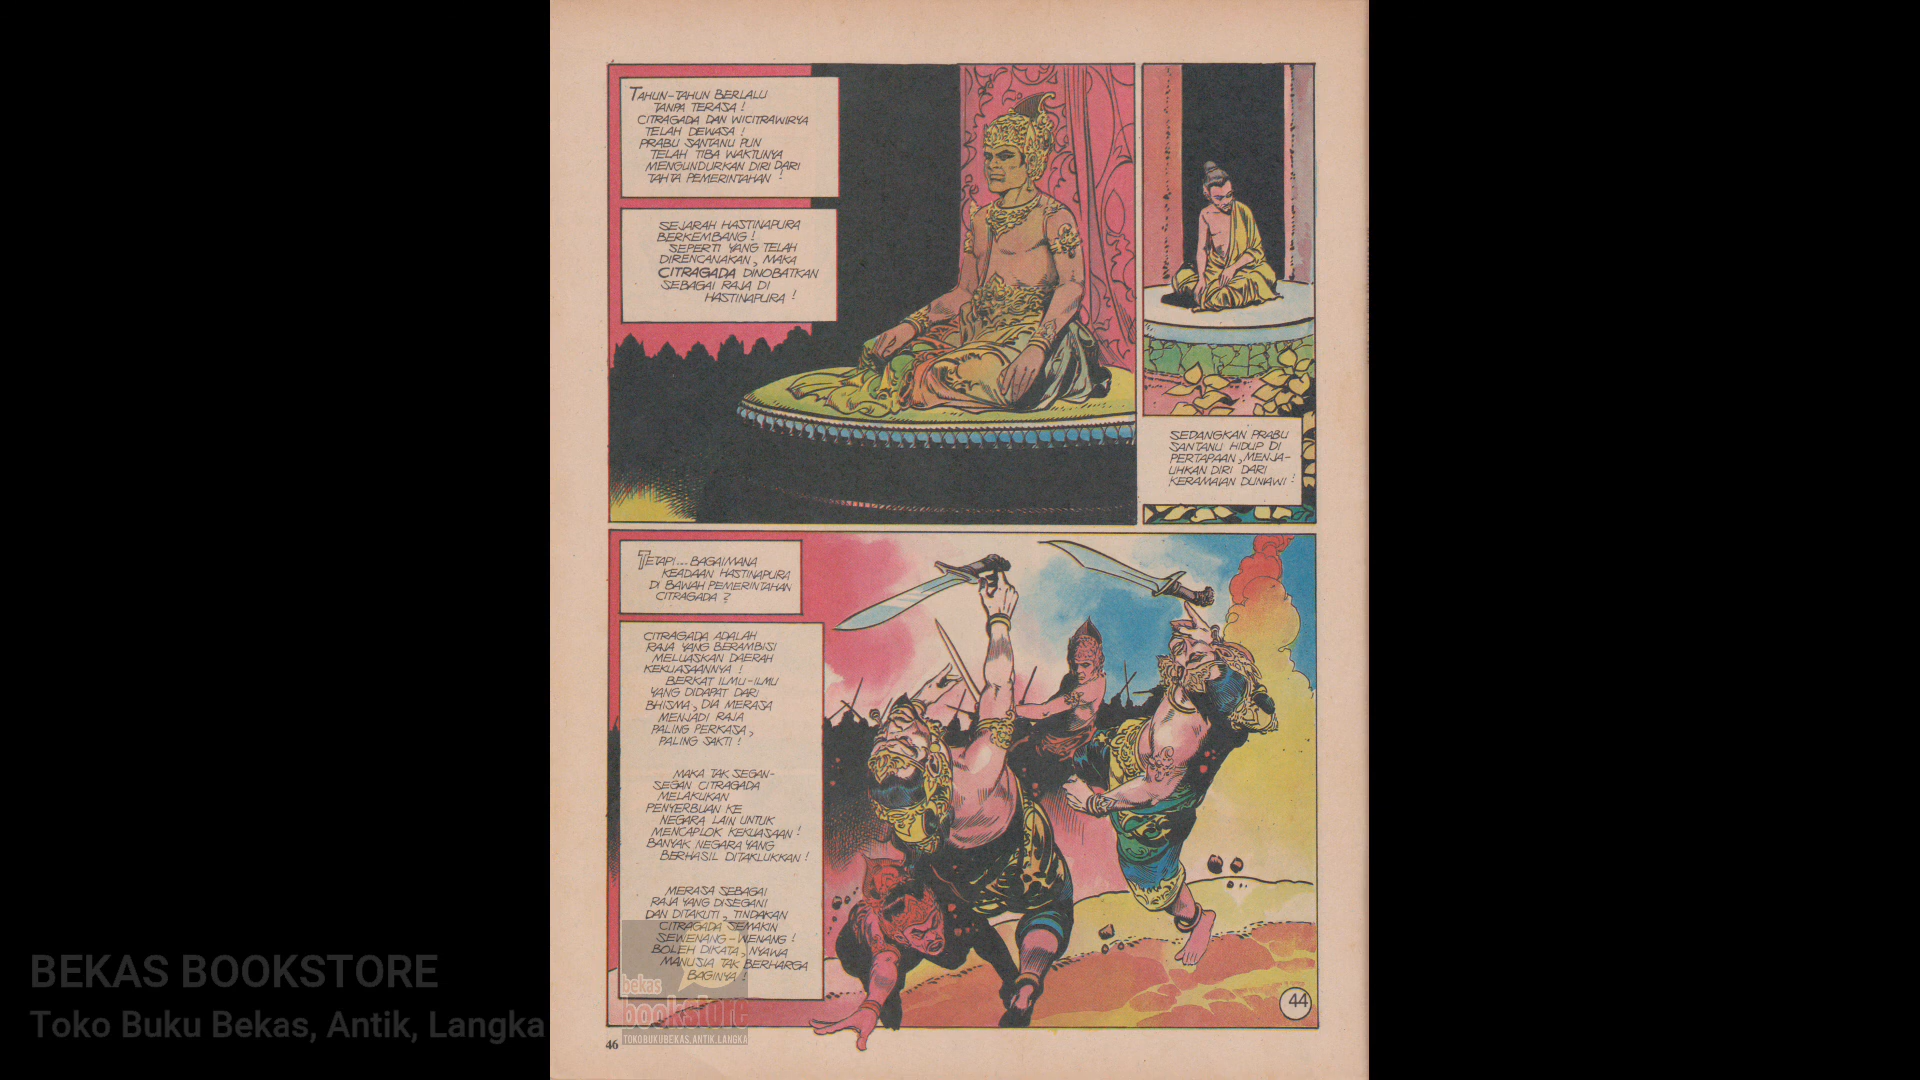 TAHUN-TAHUN BERLALU
TANPA TERASA !
CITRAGADA DAN WICITRAWIRYA
TELAH DEWASA !
PRABU SANTANU PUN
TELAH TIBA WAKTUNYA
MENGUNDURKAN DIRI DARI
TAHTA PEMERINTAHAN !
SEJARAH HASTINAPURA
BERKEMBANG !
SEPERTI YANG TELAH
DIRENCANAKAN, MAKA
CITRAGADA DINOBATKAN
SEBAGAI RAJA DI
HASTINAPURA !
SEDANGKAN PRABU
SANTANU HIDUP DI
PERTAPAAN, MENJA-
UHKAN DIRI DARI
KERAMAIAN DUNIAWI !
TETAPI.... BAGAIMANA
KEADAAN HASTINAPURA
DI BAWAH PEMERINTAHAN
CITRAGADA ?
CITRAGADA ADALAH
RAJA YANG BERAMBISI
MELUASKAN DAERAH
KEKUASAANNYA !
BERKAT ILMU-ILMU
YANG DIDAPAT DARI
BHISMA, DIA MERASA
MENJADI RAJA
PALING PERKASA,
PALING SAKTI !
MAKA TAK SEGAN-
SEGAN CITRAGADA
MELAKUKAN
PENYERBUAN KE
NEGARA LAIN UNTUK
MENCAPLOK KEKUASAAN !
BANYAK NEGARA YANG
BERHASIL DITAKLUKKAN !
MERASA SEBAGAI
RAJA YANG DISEGANI
DAN DITAKUTI, TINDAKAN
CITRAGADA SEMAKIN
SEWENANG-WENANG !
BOLEH DIKATA, NYAWA
MANUSIA TAK BERHARGA
BAGINYA !
44
46
bekas
bookstore
TOKOBUKUBEKAS.ANTIK.LANGKA
BEKAS BOOKSTORE
Toko Buku Bekas, Antik, Langka